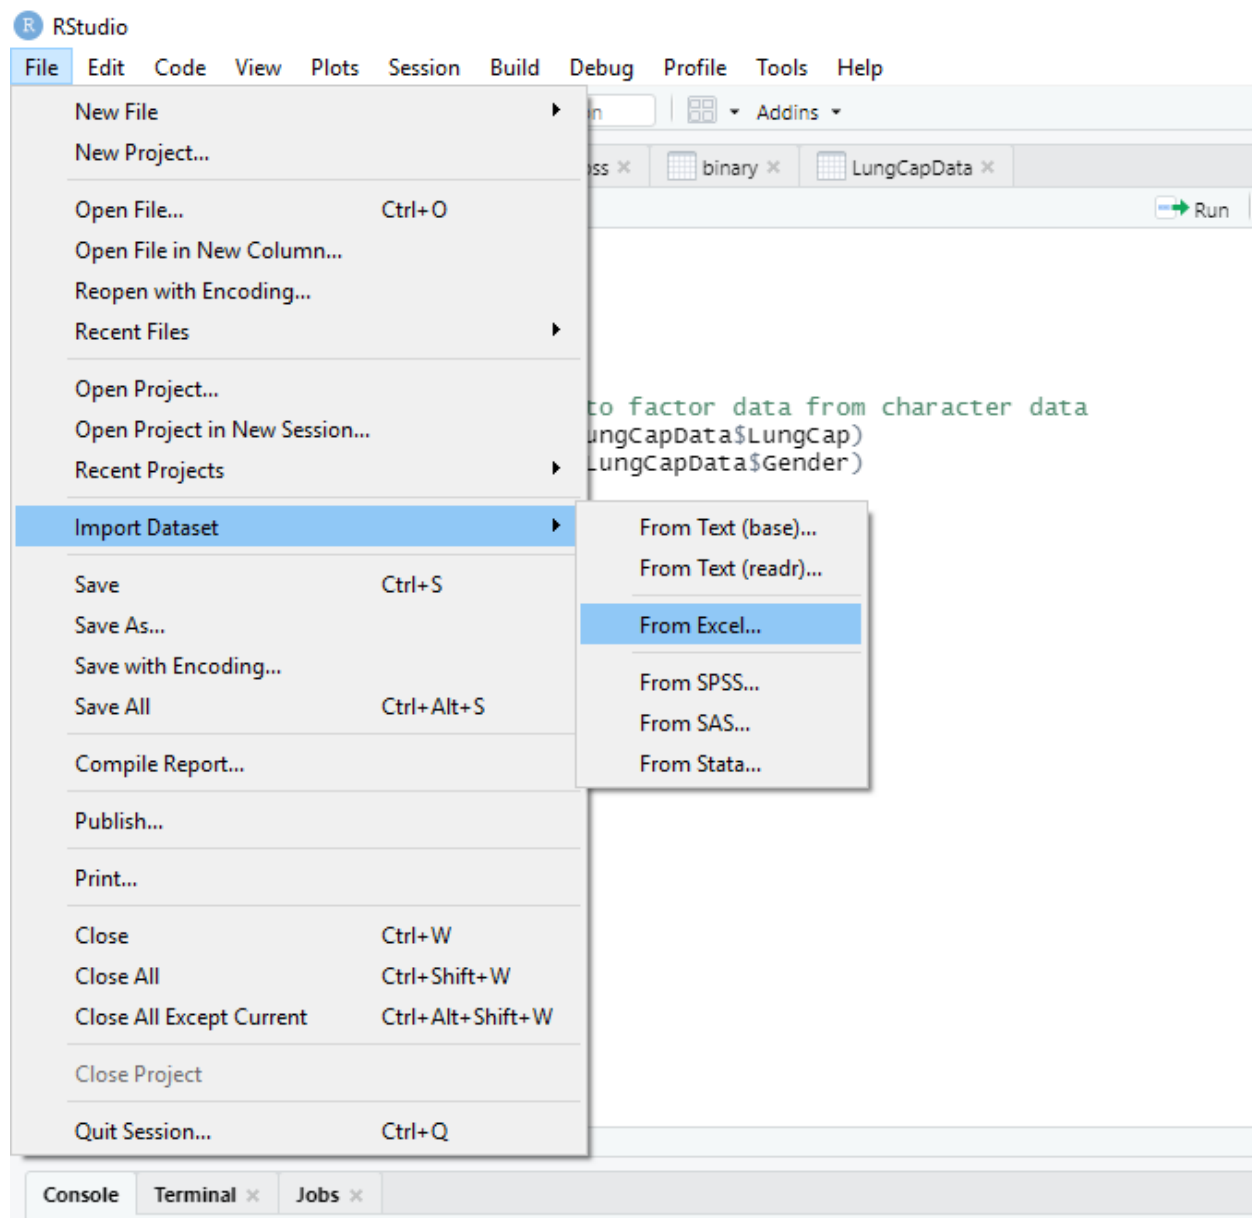 RStudio
File Edit Code View Plots Session Build Debug Profile Tools Help
New File
Addins
New Project...
binary LungCapData
Open File... Ctrl+O
Run
Open File in New Column...
Reopen with Encoding...
Recent Files
Open Project...
to factor data from character data
Open Project in New Session...
ungCapData$LungCap)
Recent Projects
LungCapData$Gender)
Import Dataset
From Text (base)...
From Text (readr)...
Save Ctrl+S
Save As...
From Excel...
Save with Encoding...
From SPSS...
Save All Ctrl+Alt+S
From SAS...
Compile Report...
From Stata...
Publish...
Print...
Close Ctrl+W
Close All Ctrl+Shift+W
Close All Except Current Ctrl+Alt+Shift+W
Close Project
Quit Session... Ctrl+Q
Console Terminal Jobs